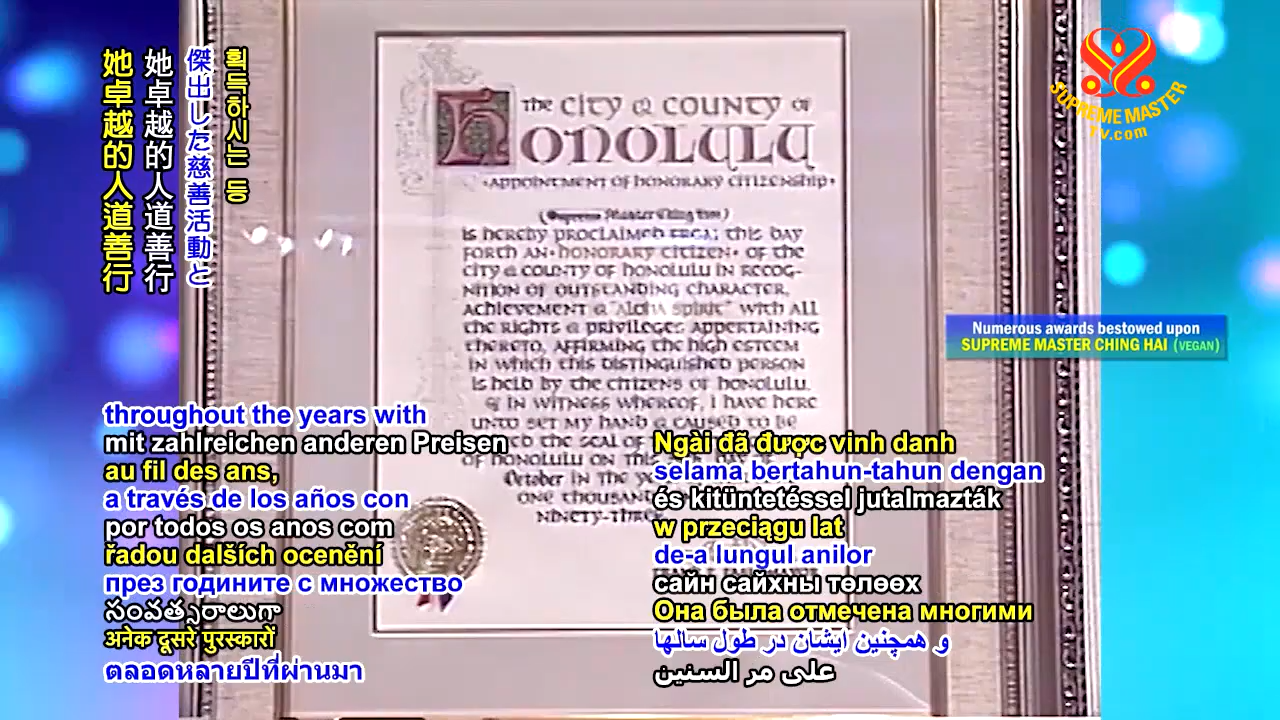 획득하시는 등
傑出した慈善活動と
她卓越的人道善行
她卓越的人道善行
SUPREME MASTER
TV.com
THE CITY & COUNTY OF
HONOLULU
•APPOINTMENT OF HONORARY CITIZENSHIP•
(Supreme Master Ching Hai)
IS HEREBY PROCLAIMED FROM THIS DAY
FORTH AN •HONORARY CITIZEN• OF THE
CITY & COUNTY OF HONOLULU IN RECOG-
NITION OF OUTSTANDING CHARACTER,
ACHIEVEMENT & "Aloha Spirit" WITH ALL
THE RIGHTS & PRIVILEGES APPERTAINING
THERETO, AFFIRMING THE HIGH ESTEEM
IN WHICH THIS DISTINGUISHED PERSON
IS HELD BY THE CITIZENS OF HONOLULU.
& IN WITNESS WHEREOF, I HAVE HERE
UNTO SET MY HAND & CAUSED TO BE
THE SEAL OF
OF HONOLULU ON THIS DAY OF
October IN THE
ONE
NINETY-THREE
Numerous awards bestowed upon
SUPREME MASTER CHING HAI (VEGAN)
throughout the years with
mit zahlreichen anderen Preisen
au fil des ans,
a través de los años con
por todos os anos com
řadou dalších ocenění
през годините с множество
సంవత్సరాలుగా
अनेक दूसरे पुरस्कारों
ตลอดหลายปีที่ผ่านมา
Ngài đã được vinh danh
selama bertahun-tahun dengan
és kitüntetéssel jutalmazták
w przeciągu lat
de-a lungul anilor
сайн сайхны төлөөх
Она была отмечена многими
و همچنین ایشان در طول سالها
على مر السنين